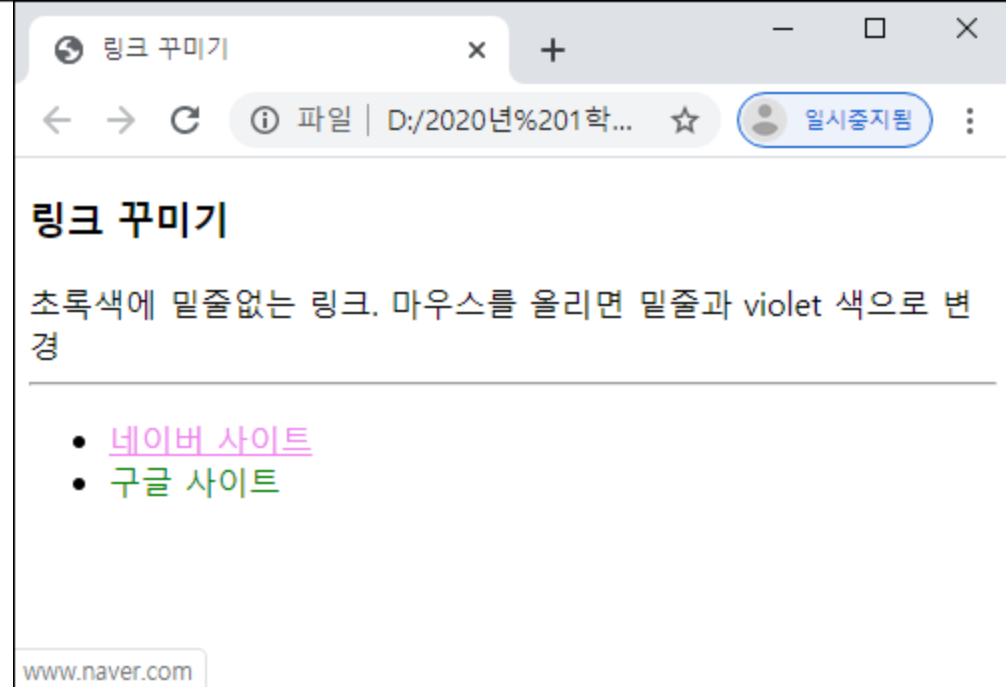 링크 꾸미기
파일 | D:/2020년%201학...
일시중지됨
링크 꾸미기
초록색에 밑줄없는 링크. 마우스를 올리면 밑줄과 violet 색으로 변
경
네이버 사이트
구글 사이트
www.naver.com